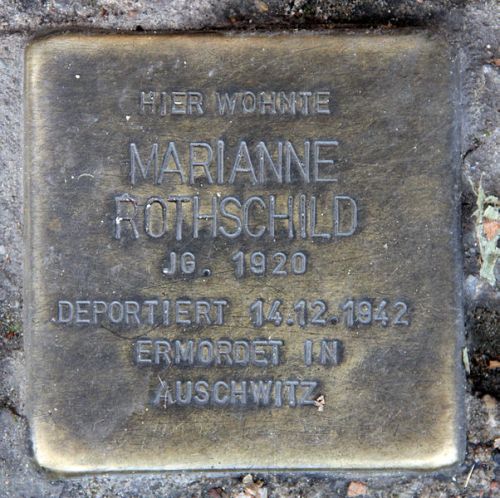 HIER WOHNTE
MARIANNE
ROTHSCHILD
JG. 1920
DEPORTIERT 14.12.1942
ERMORDET IN
AUSCHWITZ